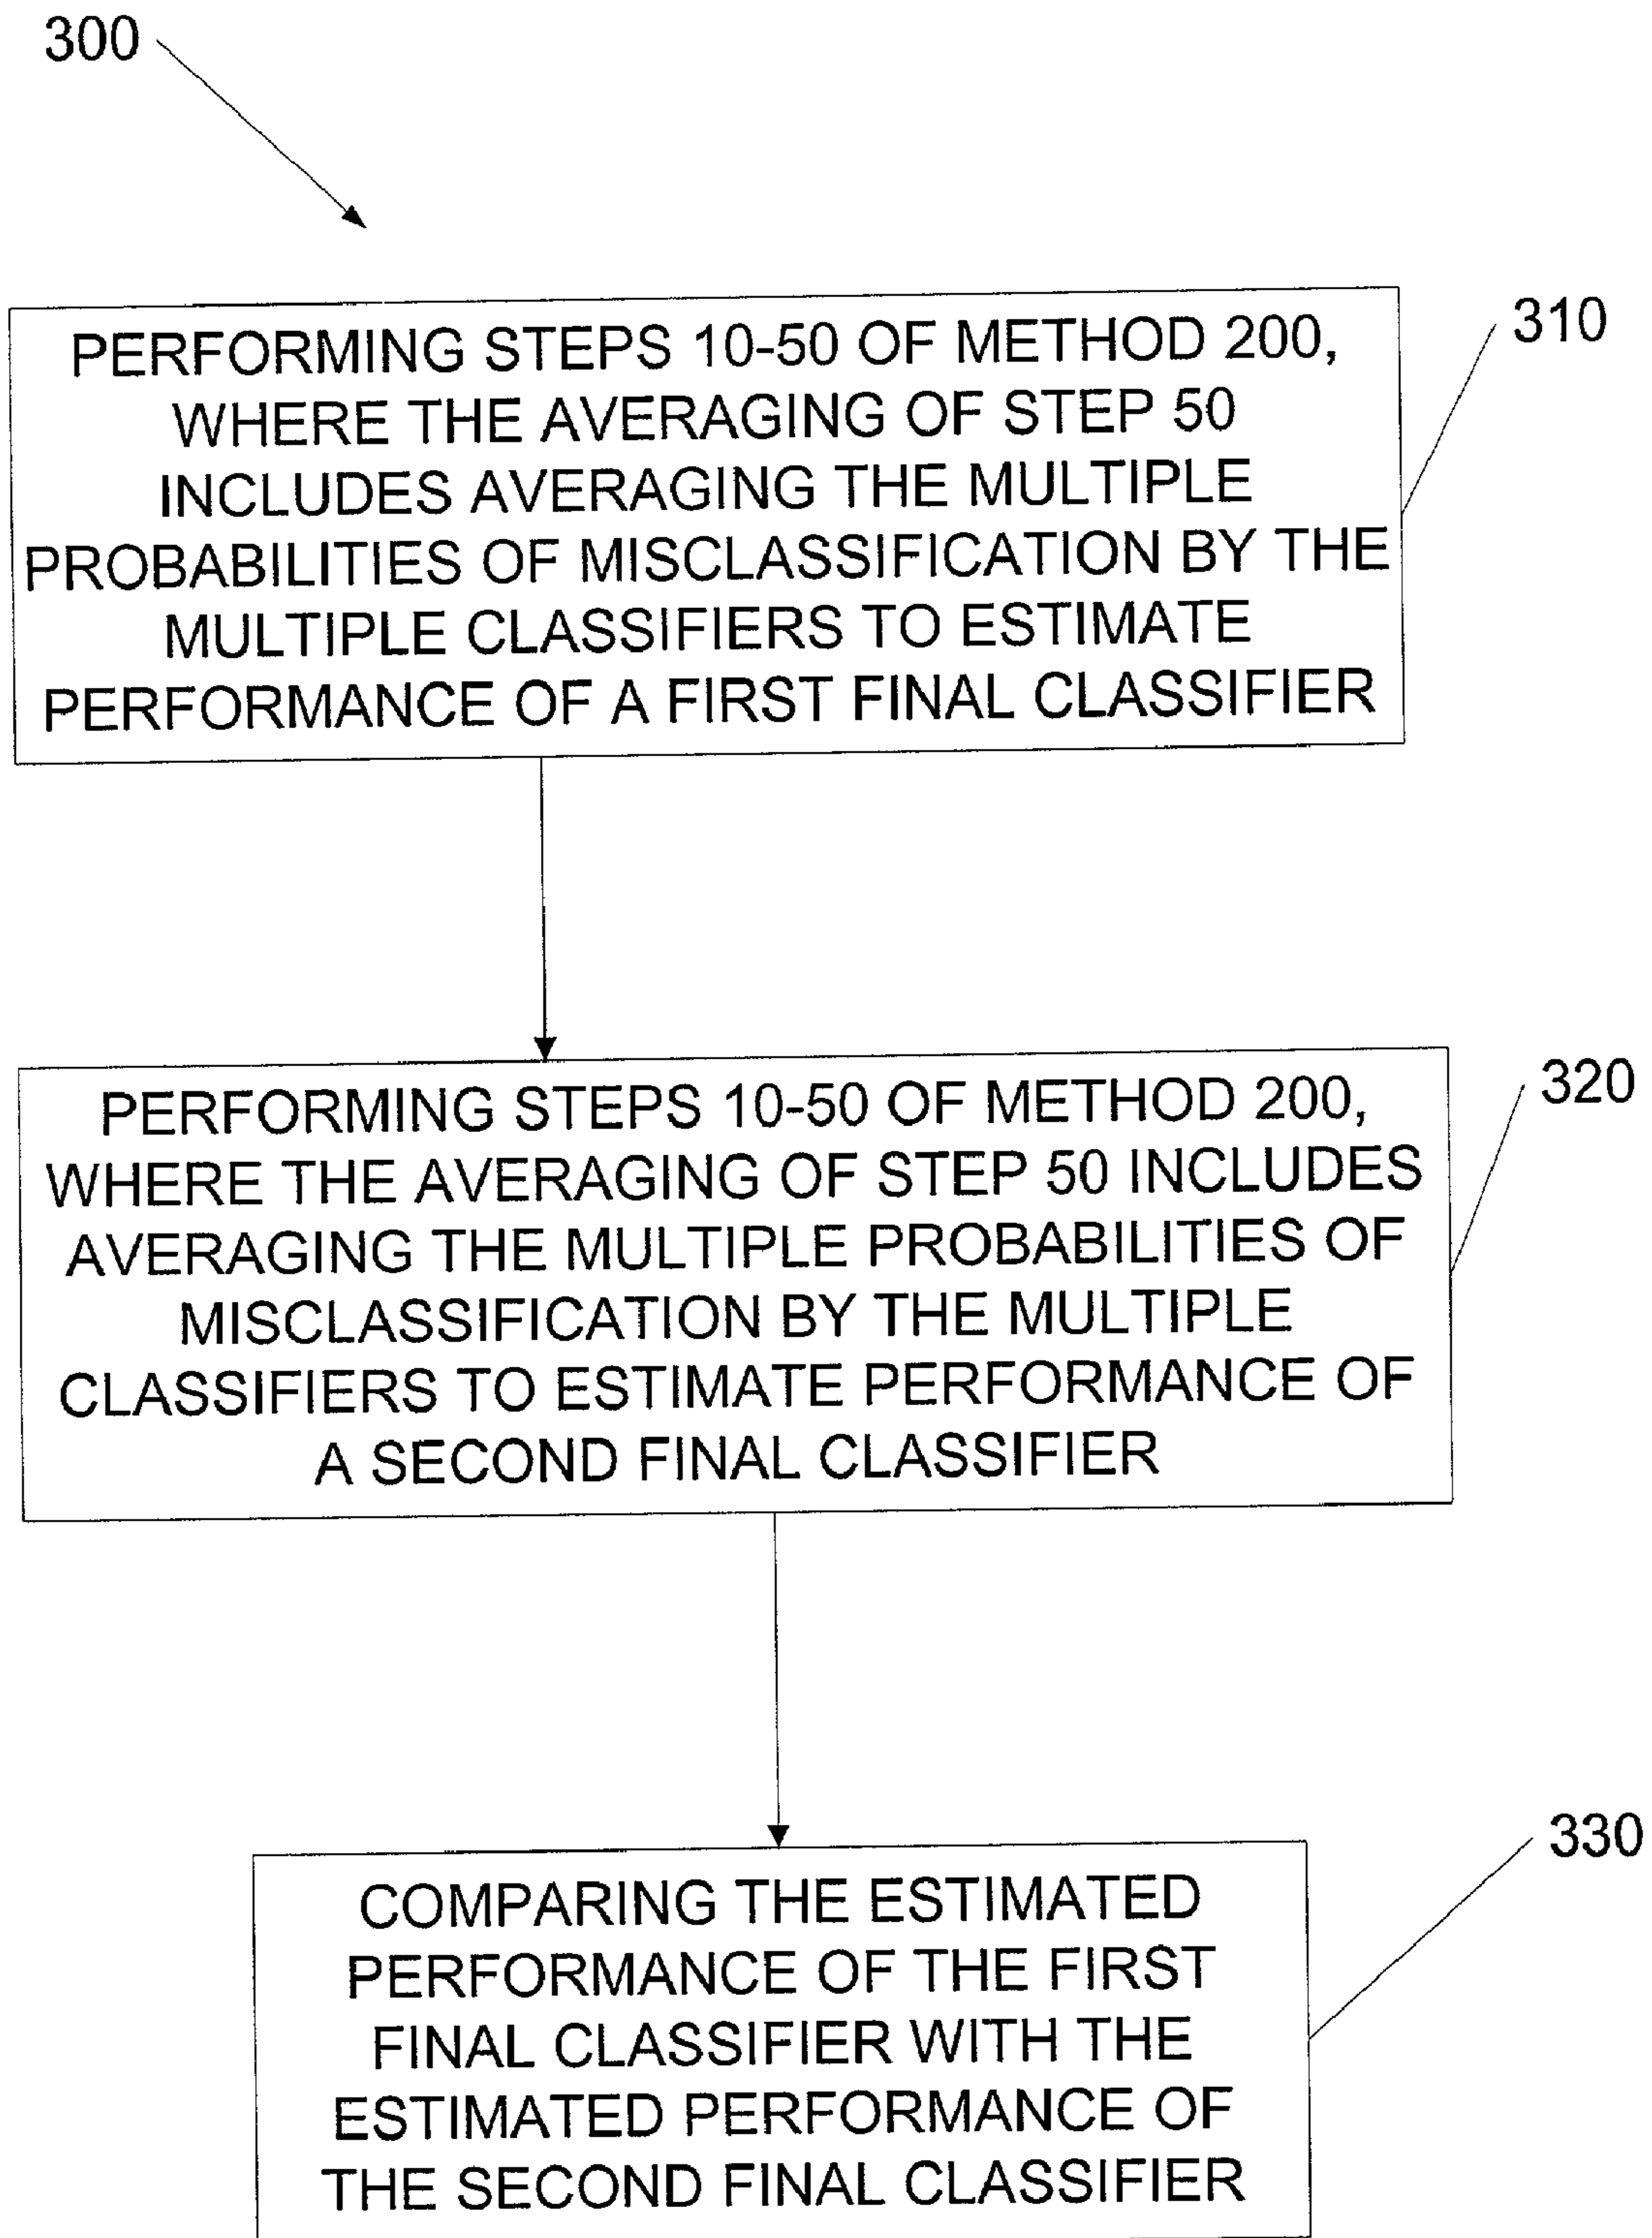 300
PERFORMING STEPS 10-50 OF METHOD 200,
WHERE THE AVERAGING OF STEP 50
INCLUDES AVERAGING THE MULTIPLE
PROBABILITIES OF MISCLASSIFICATION BY THE
MULTIPLE CLASSIFIERS TO ESTIMATE
PERFORMANCE OF A FIRST FINAL CLASSIFIER
310
PERFORMING STEPS 10-50 OF METHOD 200,
WHERE THE AVERAGING OF STEP 50 INCLUDES
AVERAGING THE MULTIPLE PROBABILITIES OF
MISCLASSIFICATION BY THE MULTIPLE
CLASSIFIERS TO ESTIMATE PERFORMANCE OF
A SECOND FINAL CLASSIFIER
320
COMPARING THE ESTIMATED
PERFORMANCE OF THE FIRST
FINAL CLASSIFIER WITH THE
ESTIMATED PERFORMANCE OF
THE SECOND FINAL CLASSIFIER
330